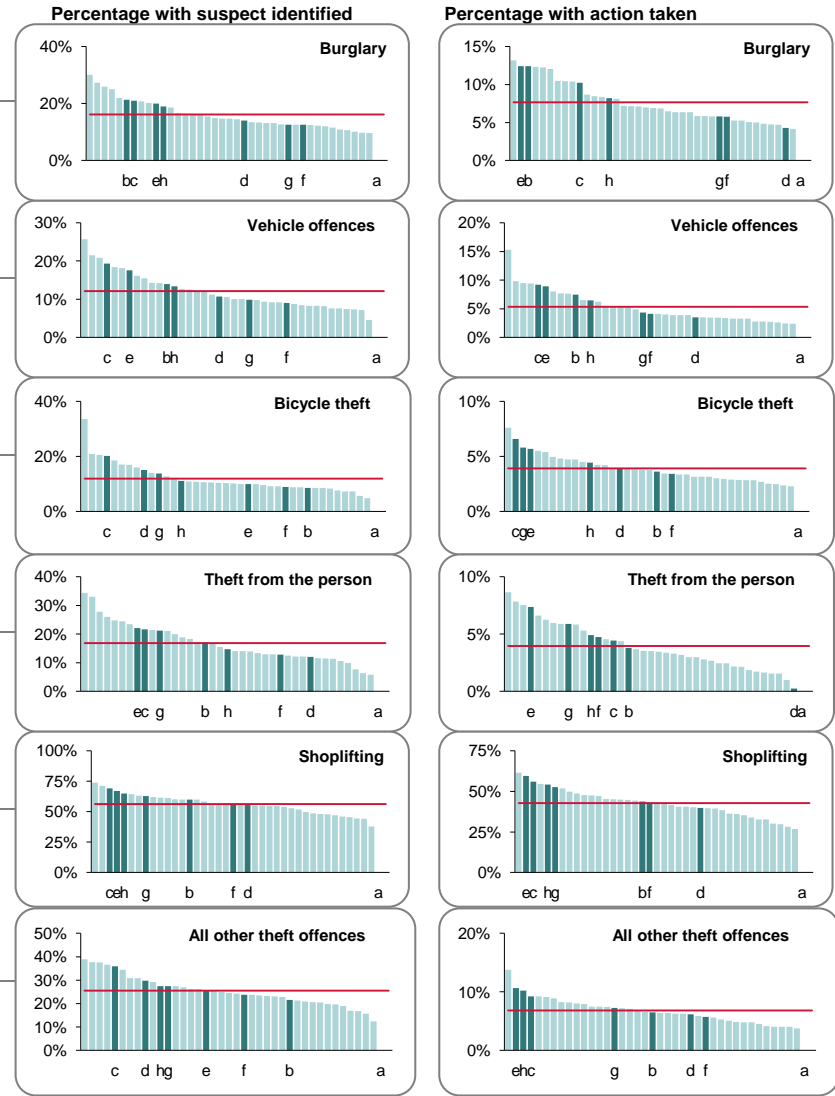 Percentage with suspect identified
Percentage with action taken
Burglary
40%
20%
0%
bc eh d g f a
Burglary
15%
10%
5%
0%
eb c h gf d a
Vehicle offences
30%
20%
10%
0%
c e bh d g f a
Vehicle offences
20%
15%
10%
5%
0%
ce b h gf d a
Bicycle theft
40%
20%
0%
c d g h e f b a
Bicycle theft
10%
5%
0%
cge h d b f a
Theft from the person
40%
30%
20%
10%
0%
ec g b h f d a
Theft from the person
10%
5%
0%
e g hf c b da
Shoplifting
100%
75%
50%
25%
0%
ceh g b f d a
Shoplifting
75%
50%
25%
0%
ec hg bf d a
All other theft offences
50%
40%
30%
20%
10%
0%
c d hg e f b a
All other theft offences
20%
10%
0%
ehc g b d f a